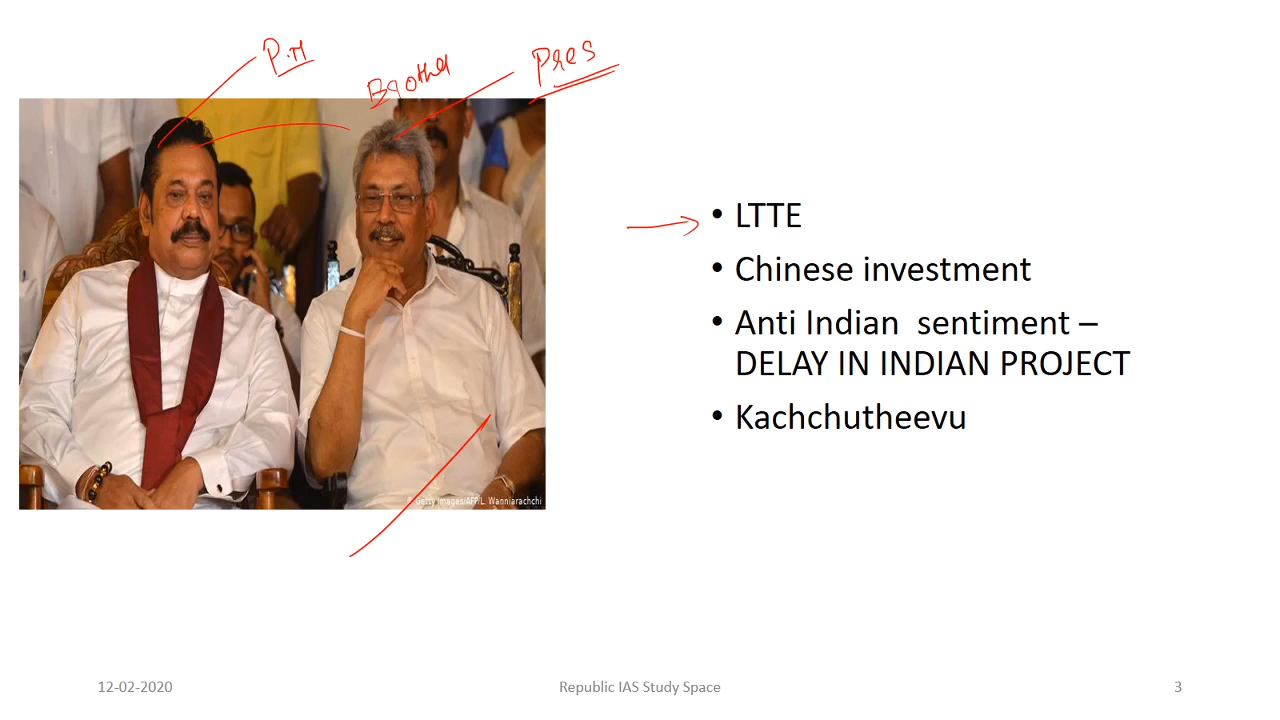 P.M
Brother
Pres
© Getty Images/AFP/L. Wanniarachchi
• LTTE
• Chinese investment
• Anti Indian sentiment –
DELAY IN INDIAN PROJECT
• Kachchutheevu
12-02-2020
Republic IAS Study Space
3